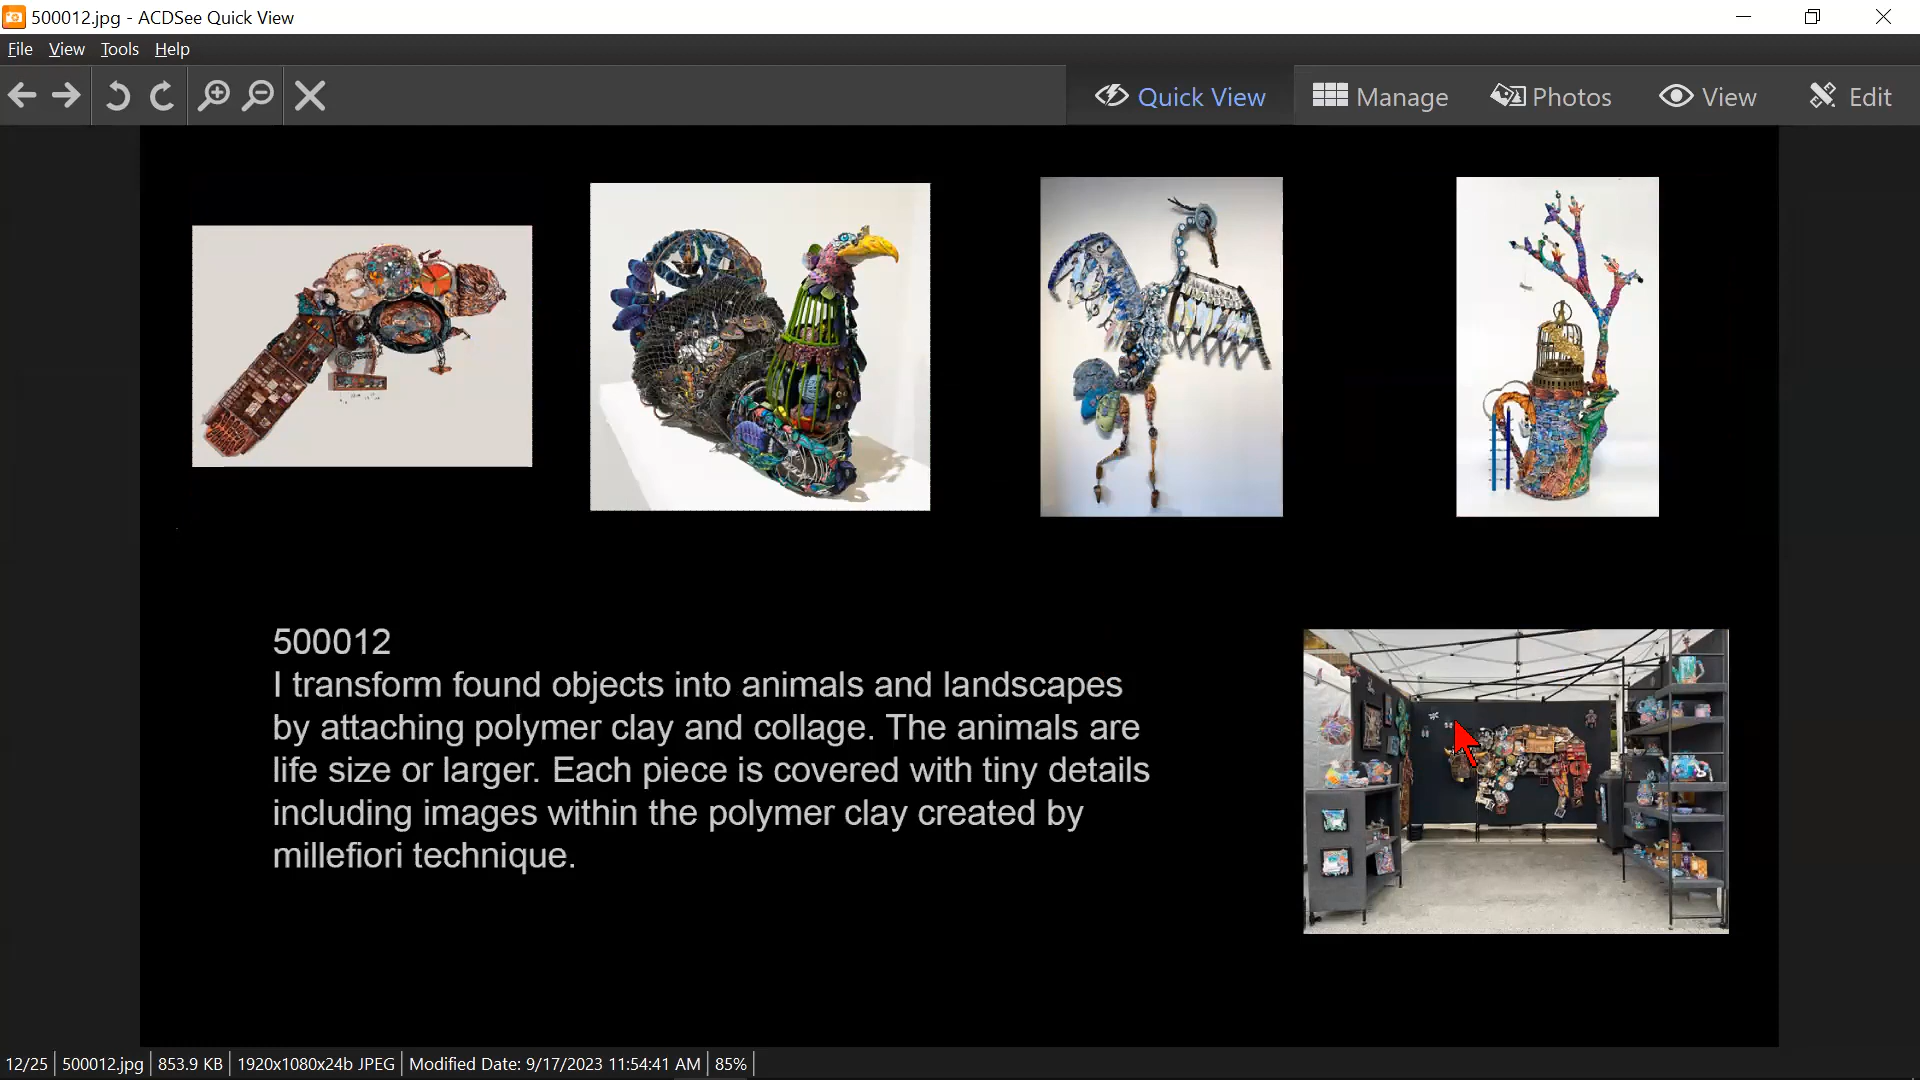 500012.jpg - ACDSee Quick View
File View Tools Help
Quick View Manage Photos View Edit
500012
I transform found objects into animals and landscapes
by attaching polymer clay and collage. The animals are
life size or larger. Each piece is covered with tiny details
including images within the polymer clay created by
millefiori technique.
12/25 500012.jpg 853.9 KB 1920x1080x24b JPEG Modified Date: 9/17/2023 11:54:41 AM 85%